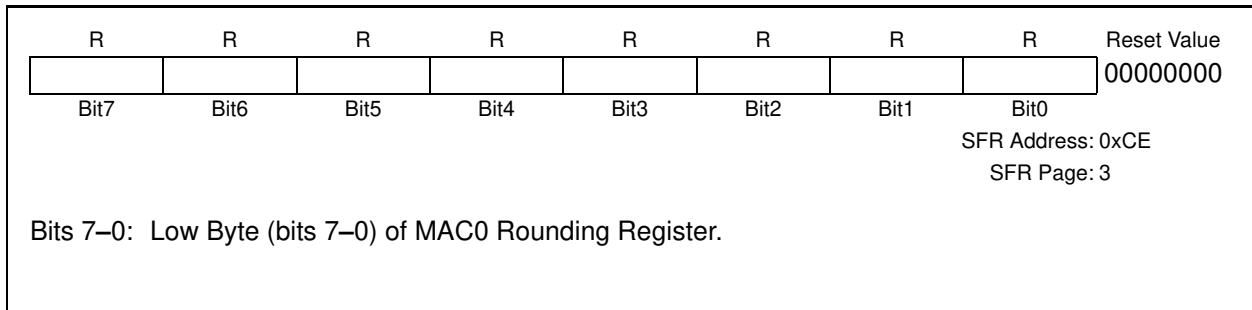 R R R R R R R R Reset Value
00000000
Bit7 Bit6 Bit5 Bit4 Bit3 Bit2 Bit1 Bit0
SFR Address: 0xCE
SFR Page: 3
Bits 7–0: Low Byte (bits 7–0) of MAC0 Rounding Register.